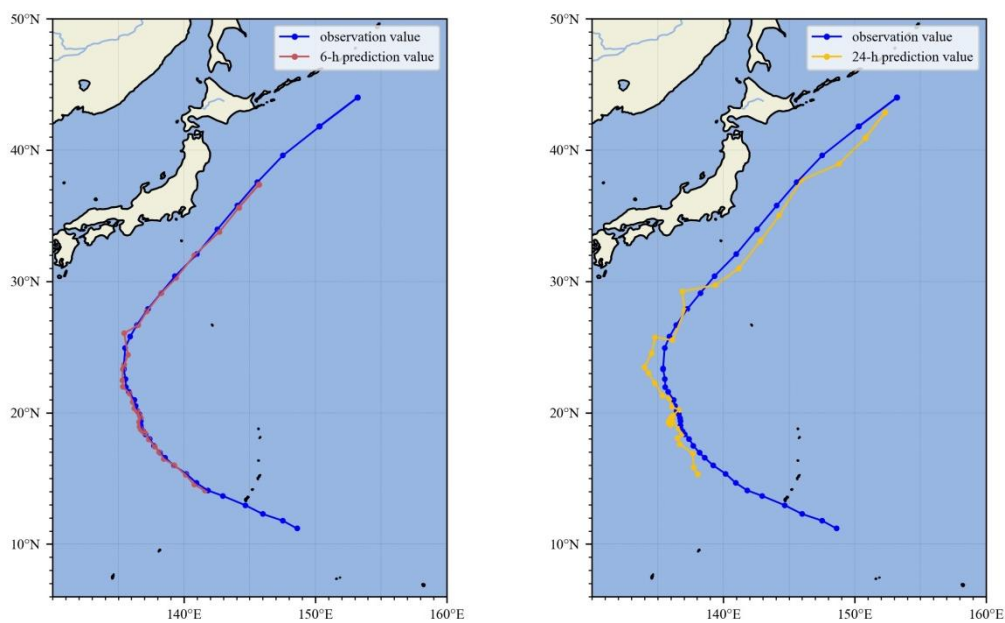 observation value
6-h prediction value
50°N
40°N
30°N
20°N
10°N
140°E
150°E
160°E
observation value
24-h prediction value
50°N
40°N
30°N
20°N
10°N
140°E
150°E
160°E